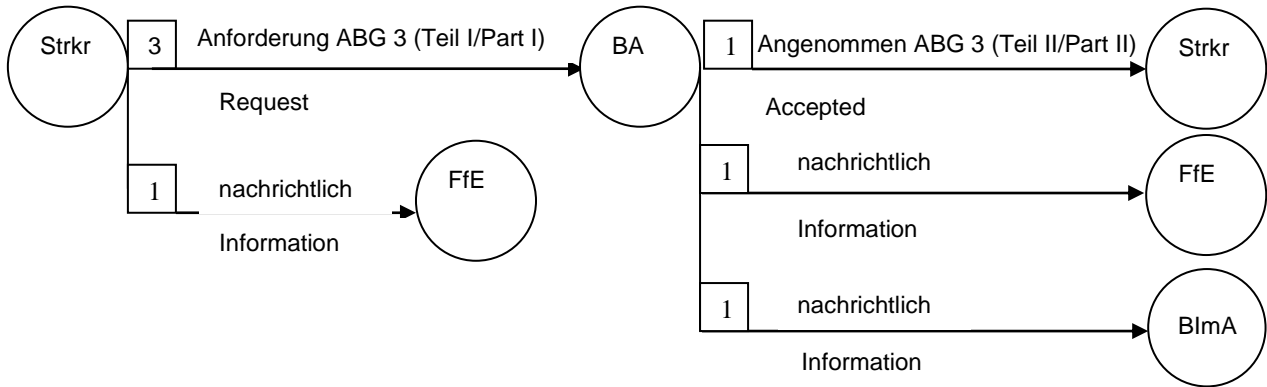 Strkr
3
Anforderung ABG 3 (Teil I/Part I)
BA
1
Angenommen ABG 3 (Teil II/Part II)
Strkr
Request
Accepted
1
nachrichtlich
FfE
1
nachrichtlich
FfE
Information
Information
1
nachrichtlich
BImA
Information